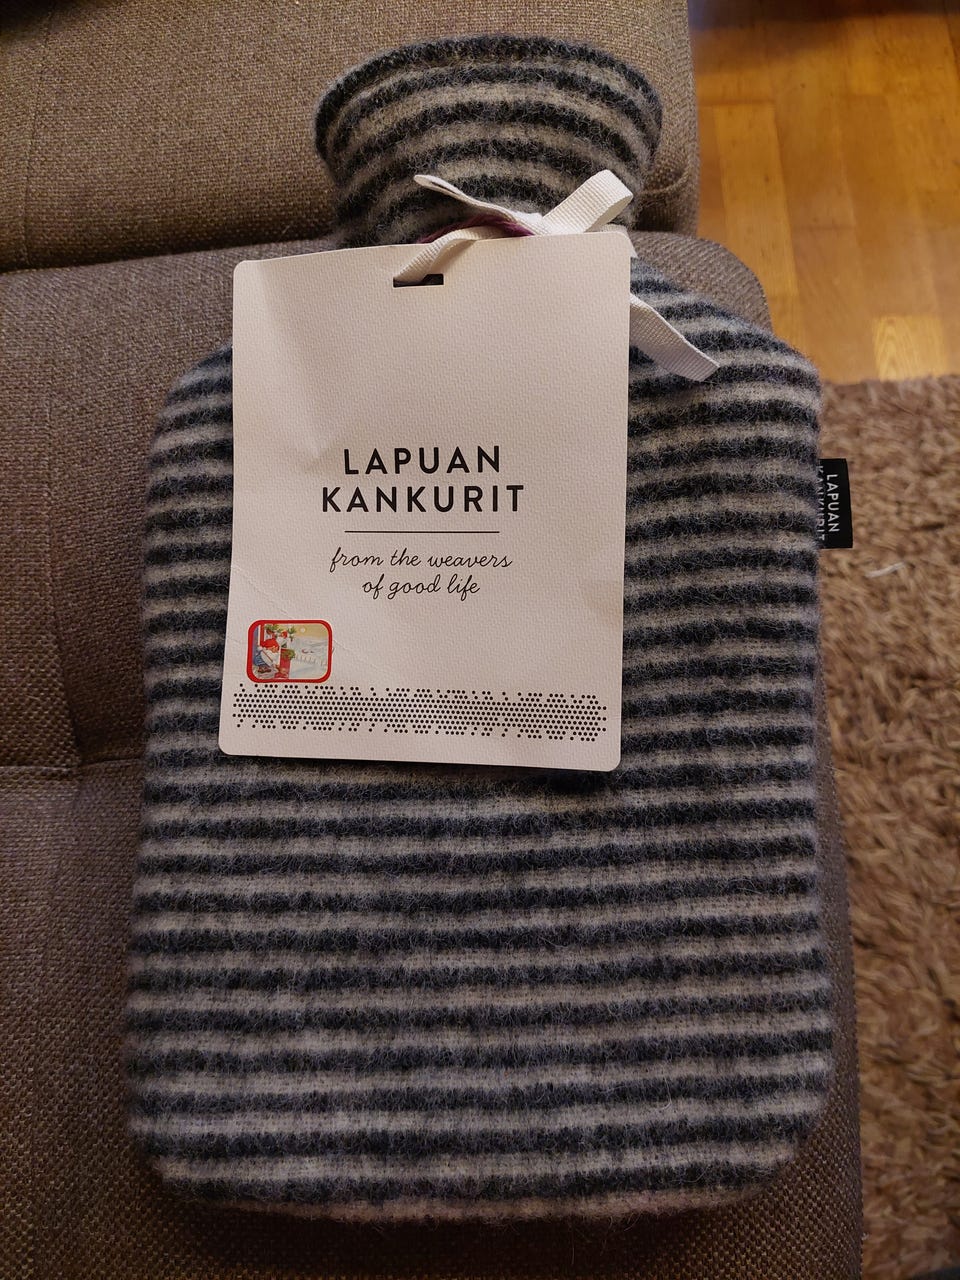 LAPUAN
KANKURIT
from the weavers
of good life
LAPUAN
KANKURIT